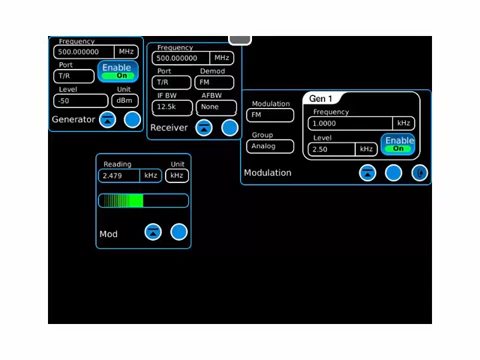 Frequency
500.000000 MHz
Port
T/R
Enable
On
Level
-50
Unit
dBm
Generator
Frequency
500.000000 MHz
Port
T/R
Demod
FM
IF BW
12.5k
AFBW
None
Receiver
Modulation
FM
Group
Analog
Gen 1
Frequency
1.0000 kHz
Level
2.50 kHz
Enable
On
Modulation
Reading
2.479 kHz
Unit
kHz
Mod